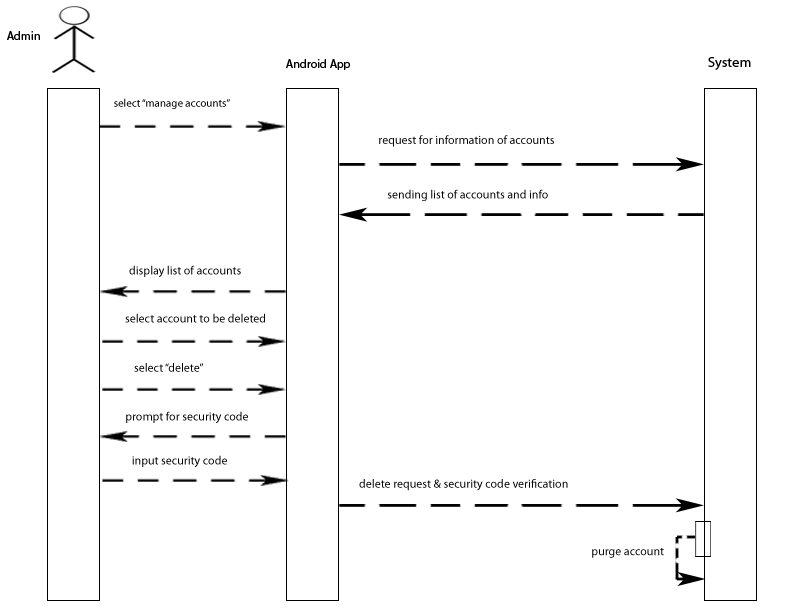 Admin
Android App
System
select “manage accounts”
request for information of accounts
sending list of accounts and info
display list of accounts
select account to be deleted
select “delete”
prompt for security code
input security code
delete request & security code verification
purge account